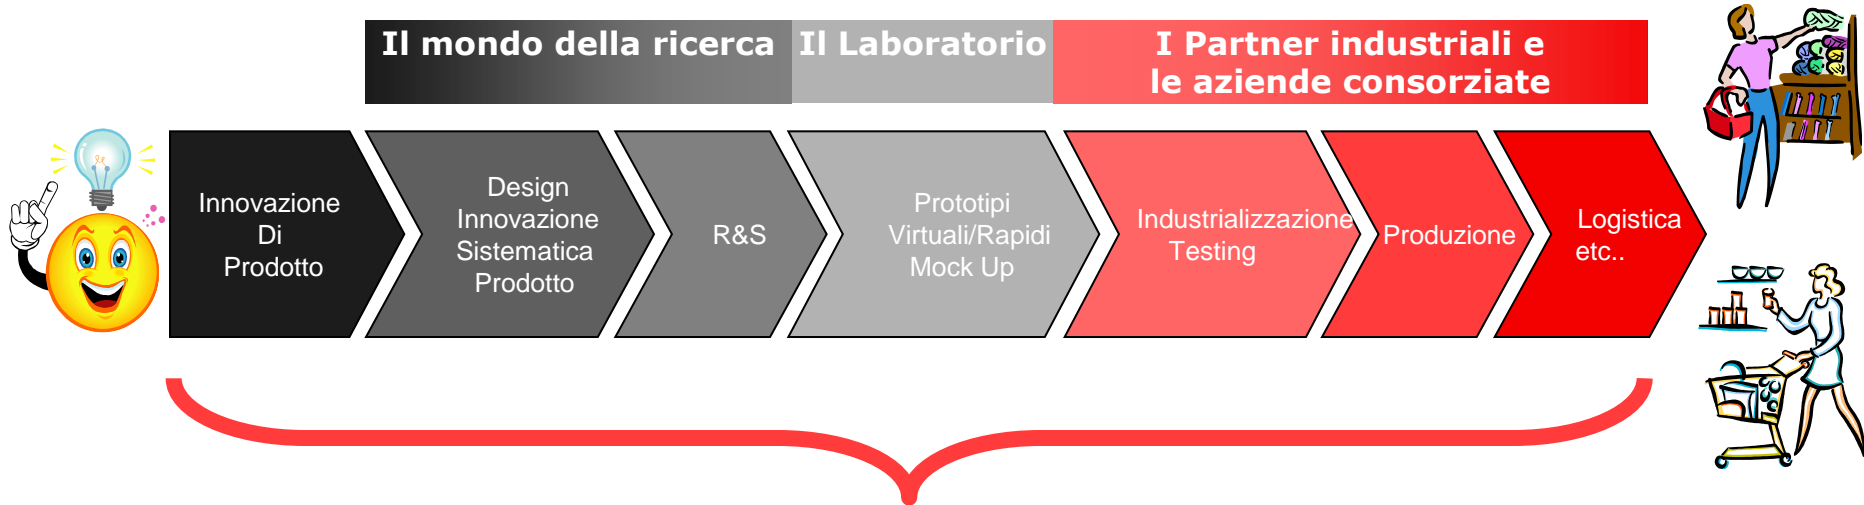 Il mondo della ricerca
Il Laboratorio
I Partner industriali e
le aziende consorziate
Innovazione
Di
Prodotto
Design
Innovazione
Sistematica
Prodotto
R&S
Prototipi
Virtuali/Rapidi
Mock Up
Industrializzazione
Testing
Produzione
Logistica
etc..